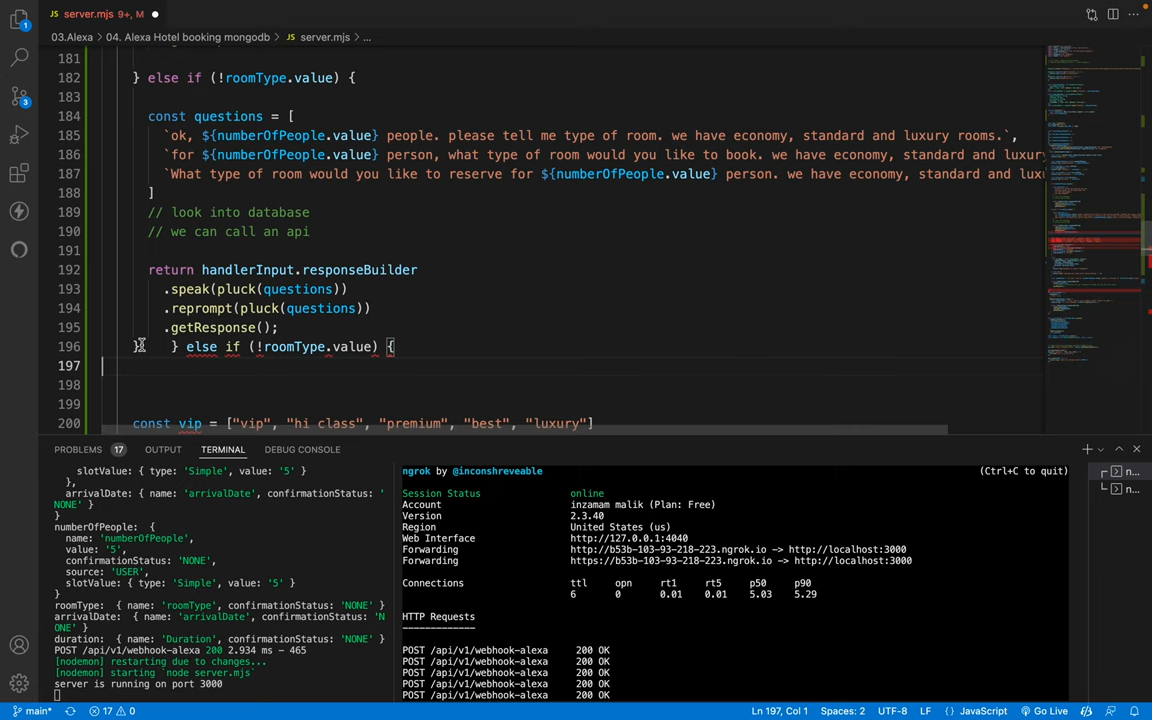 JS server.mjs 9+, M
03.Alexa > 04. Alexa Hotel booking mongodb > JS server.mjs > ...
181
182 } else if (!roomType.value) {
183
184 const questions = [
185 `ok, ${numberOfPeople.value} people. please tell me type of room. we have economy, standard and luxury rooms.`,
186 `for ${numberOfPeople.value} person, what type of room would you like to book. we have economy, standard and luxury
187 `What type of room would you like to reserve for ${numberOfPeople.value} person. we have economy, standard and lux
188 ]
189 // look into database
190 // we can call an api
191
192 return handlerInput.responseBuilder
193 .speak(pluck(questions))
194 .reprompt(pluck(questions))
195 .getResponse();
196 } } else if (!roomType.value) {
197
198
199
200 const vip = ["vip", "hi class", "premium", "best", "luxury"]
PROBLEMS 17 OUTPUT TERMINAL DEBUG CONSOLE
slotValue: { type: 'Simple', value: '5' }
},
arrivalDate: { name: 'arrivalDate', confirmationStatus: '
NONE' }
}
numberOfPeople: {
name: 'numberOfPeople',
value: '5',
confirmationStatus: 'NONE',
source: 'USER',
slotValue: { type: 'Simple', value: '5' }
}
roomType: { name: 'roomType', confirmationStatus: 'NONE' }
arrivalDate: { name: 'arrivalDate', confirmationStatus: 'N
ONE' }
duration: { name: 'Duration', confirmationStatus: 'NONE' }
POST /api/v1/webhook-alexa 200 2.934 ms - 465
[nodemon] restarting due to changes...
[nodemon] starting `node server.mjs`
server is running on port 3000
ngrok by @inconshreveable (Ctrl+C to quit)
Session Status online
Account inzamam malik (Plan: Free)
Version 2.3.40
Region United States (us)
Web Interface http://127.0.0.1:4040
Forwarding http://b53b-103-93-218-223.ngrok.io -> http://localhost:3000
Forwarding https://b53b-103-93-218-223.ngrok.io -> http://localhost:3000
Connections ttl opn rt1 rt5 p50 p90
6 0 0.01 0.01 5.03 5.29
HTTP Requests
-------------
POST /api/v1/webhook-alexa 200 OK
POST /api/v1/webhook-alexa 200 OK
POST /api/v1/webhook-alexa 200 OK
POST /api/v1/webhook-alexa 200 OK
POST /api/v1/webhook-alexa 200 OK
n...
n...
1
3
main* 17 0 Ln 197, Col 1 Spaces: 2 UTF-8 LF {} JavaScript Go Live